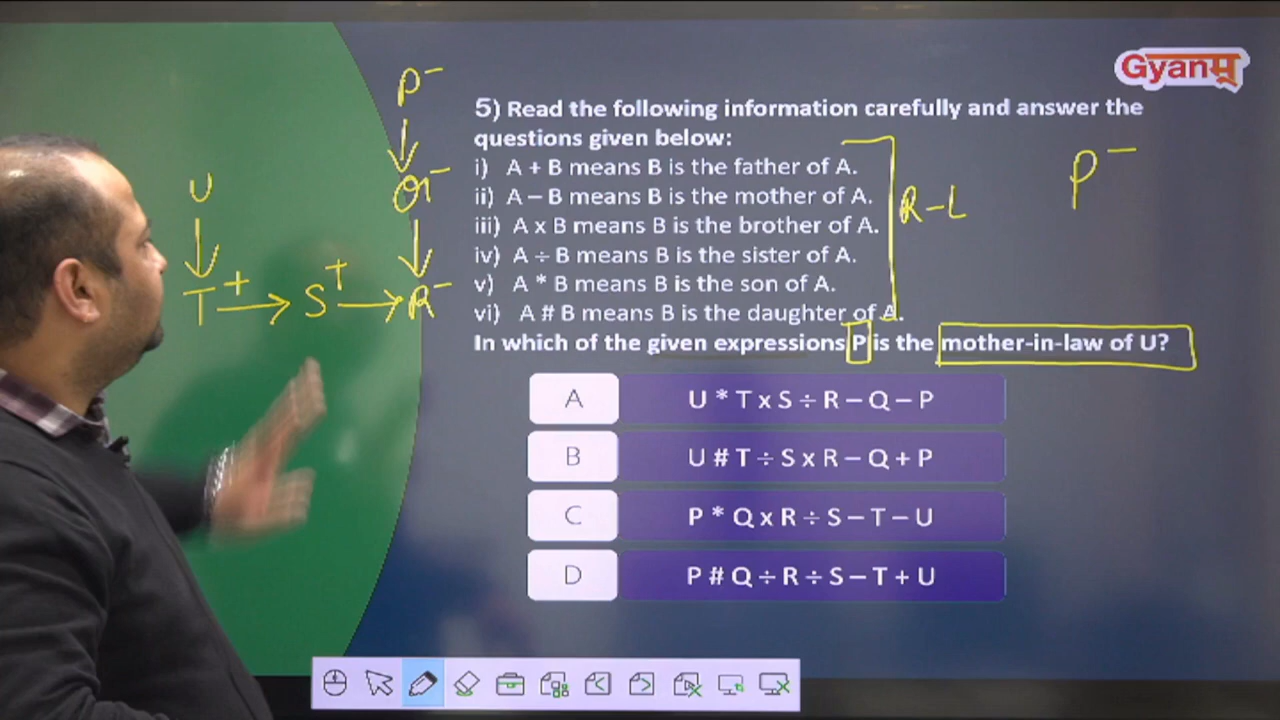 Gyanम्
5) Read the following information carefully and answer the
questions given below:
i) A + B means B is the father of A.
ii) A – B means B is the mother of A.
iii) A x B means B is the brother of A.
iv) A ÷ B means B is the sister of A.
v) A * B means B is the son of A.
vi) A # B means B is the daughter of A.
In which of the given expressions P is the mother-in-law of U?
A U * T x S ÷ R – Q – P
B U # T ÷ S x R – Q + P
C P * Q x R ÷ S – T – U
D P # Q ÷ R ÷ S – T + U
P–
Q–
U
T+ → S+ → R–
R-L
P–